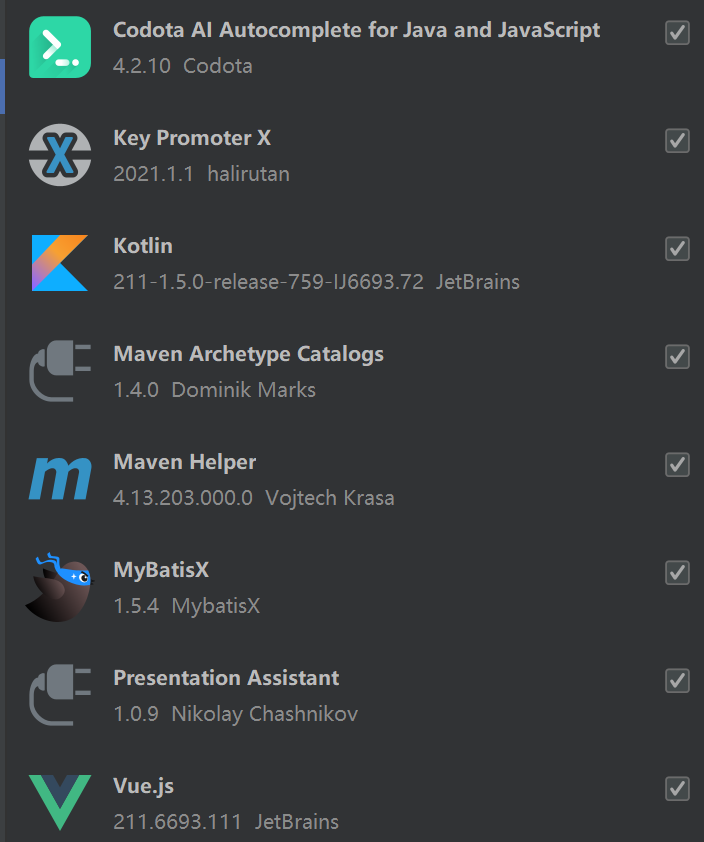 Codota AI Autocomplete for Java and JavaScript
4.2.10 Codota
Key Promoter X
2021.1.1 halirutan
Kotlin
211-1.5.0-release-759-IJ6693.72 JetBrains
Maven Archetype Catalogs
1.4.0 Dominik Marks
Maven Helper
4.13.203.000.0 Vojtech Krasa
MyBatisX
1.5.4 MybatisX
Presentation Assistant
1.0.9 Nikolay Chashnikov
Vue.js
211.6693.111 JetBrains